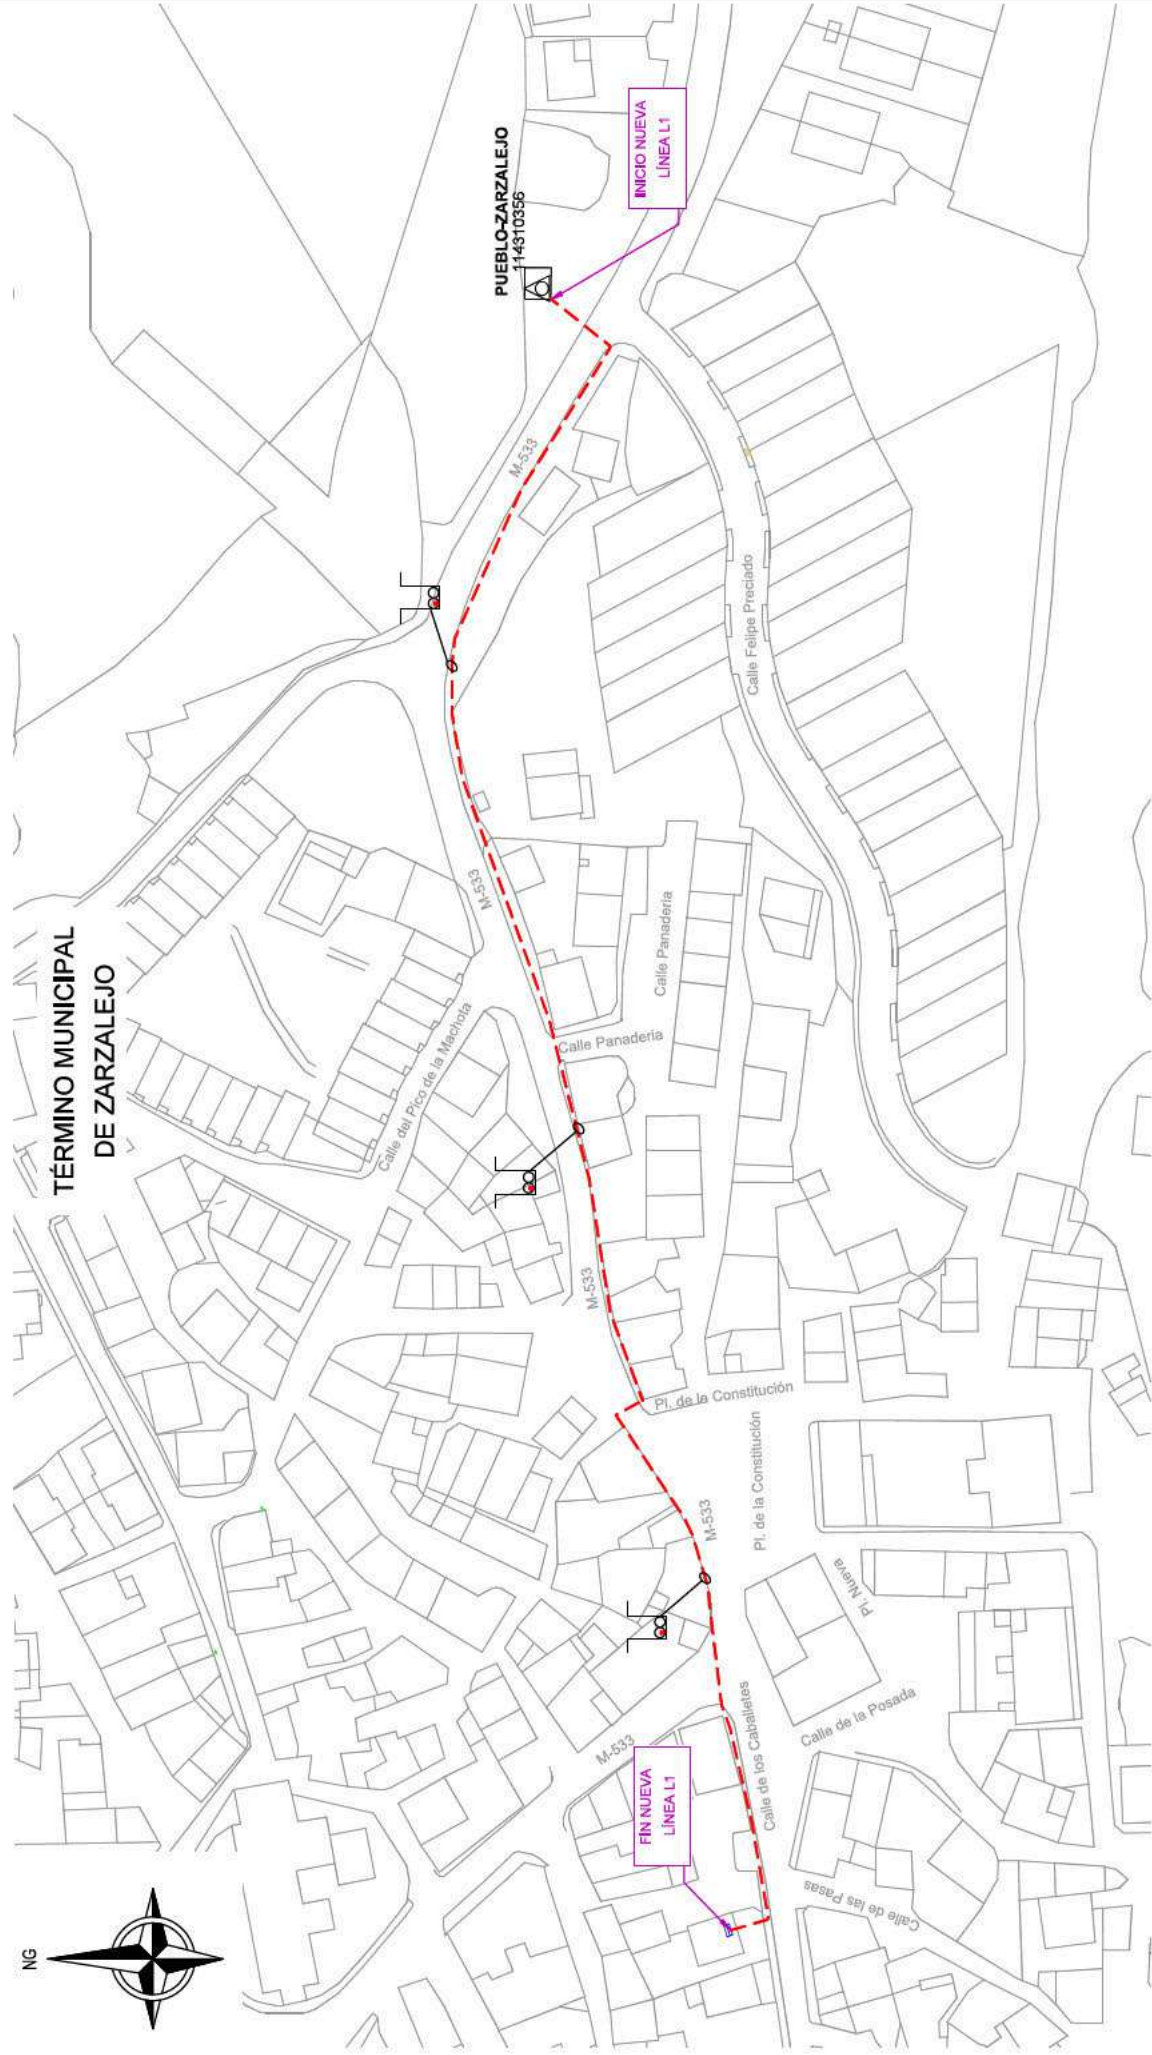 NG
TÉRMINO MUNICIPAL
DE ZARZALEJO
PUEBLO-ZARZALEJO
114310356
INICIO NUEVA
LÍNEA L1
M-533
Calle Felipe Preciado
M-533
Calle Panaderia
Calle Panaderia
Calle del Pico de la Machota
M-533
Pl. de la Constitución
Pl. de la Constitución
M-533
Pl. Nueva
Calle de la Posada
M-533
Calle de los Caballetes
FIN NUEVA
LÍNEA L1
Calle de las Pasas